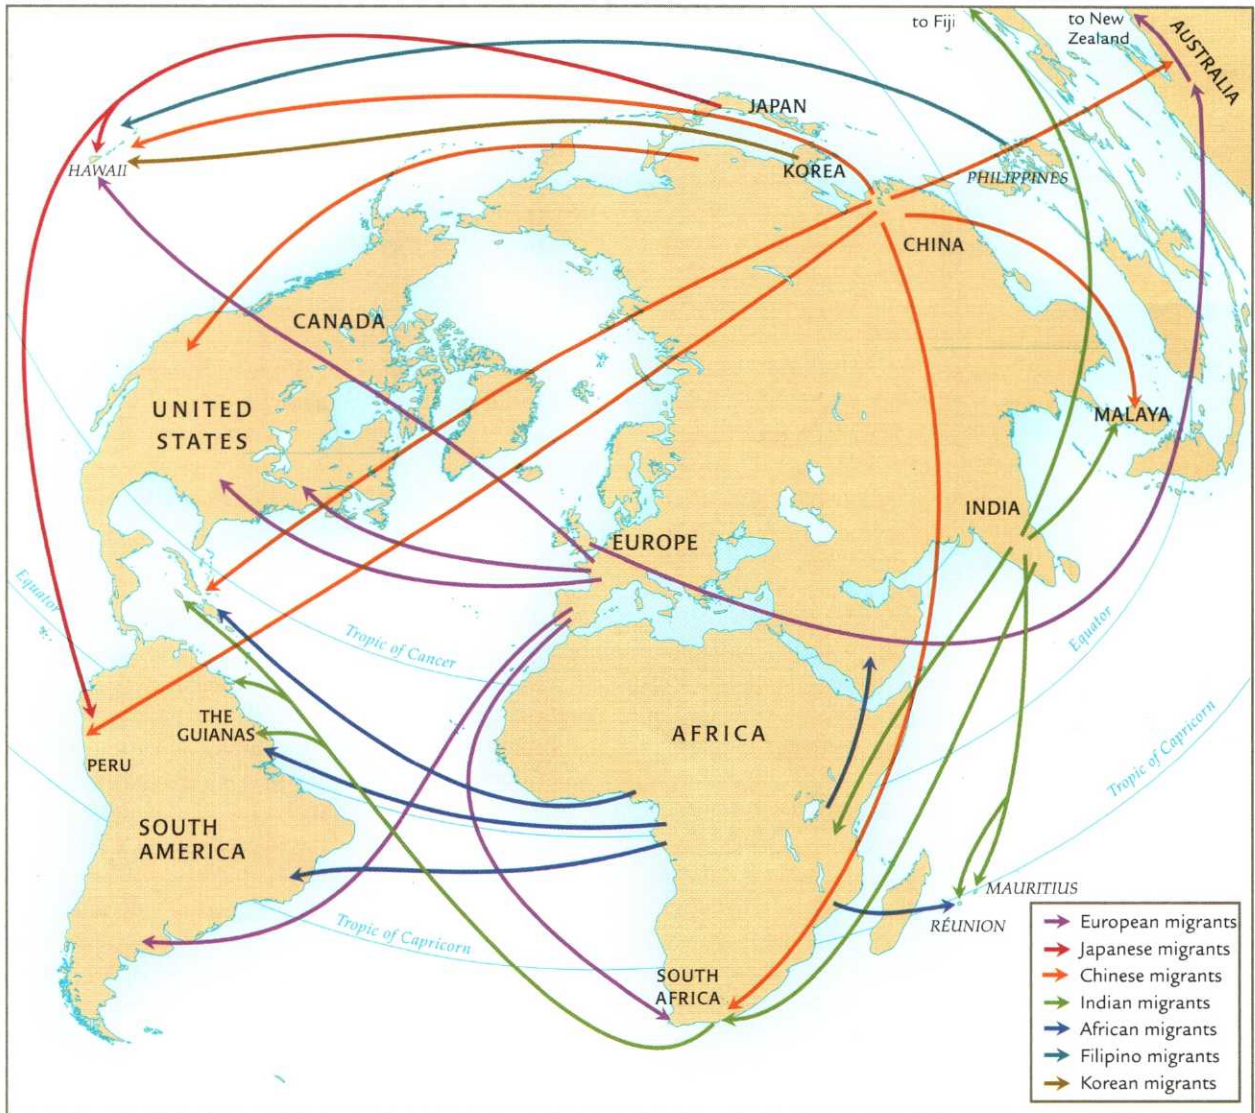 to Fiji
to New
Zealand
AUSTRALIA
JAPAN
HAWAII
KOREA
PHILIPPINES
CHINA
CANADA
UNITED
STATES
MALAYA
INDIA
EUROPE
Equator
Tropic of Cancer
Equator
THE
GUIANAS
AFRICA
Tropic of Capricorn
PERU
SOUTH
AMERICA
MAURITIUS
RÉUNION
Tropic of Capricorn
SOUTH
AFRICA
European migrants
Japanese migrants
Chinese migrants
Indian migrants
African migrants
Filipino migrants
Korean migrants